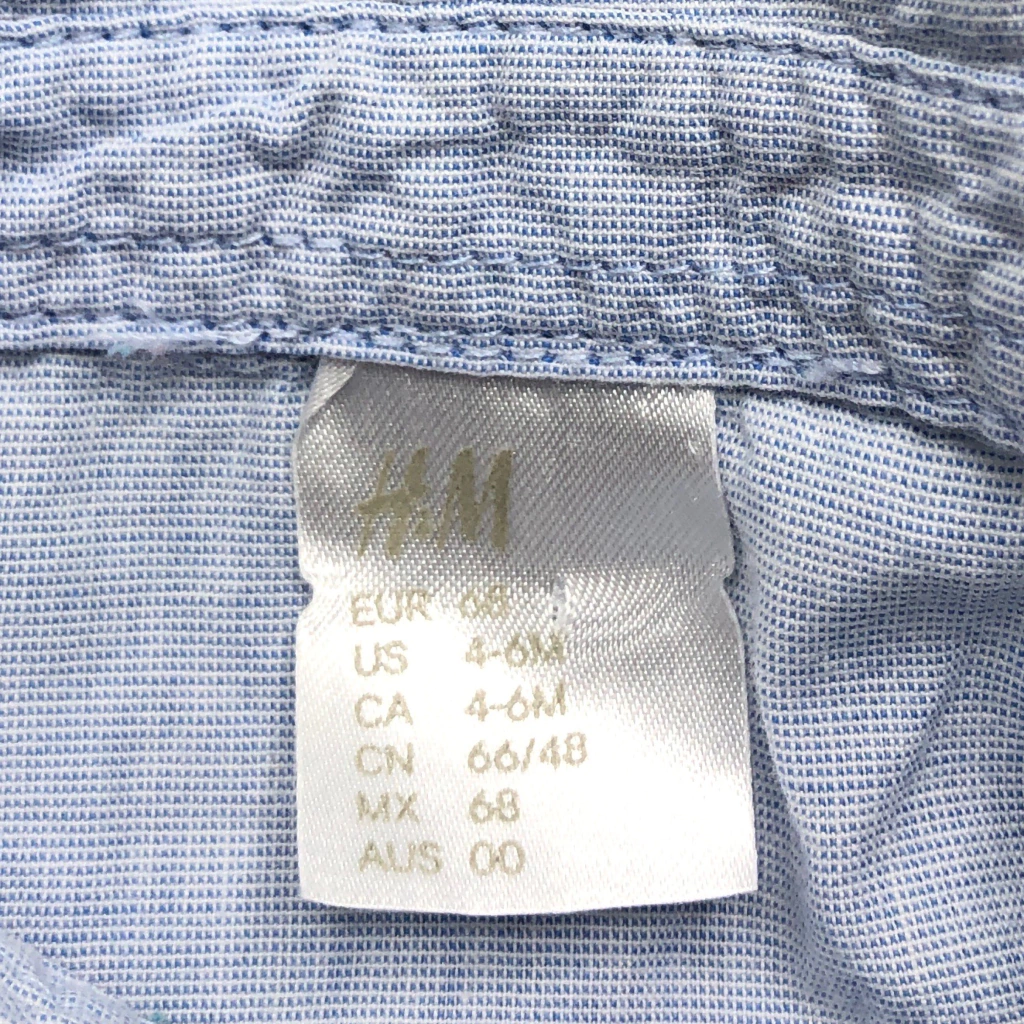 H&M
EUR 68
US 4-6M
CA 4-6M
CN 66/48
MX 68
AUS 00